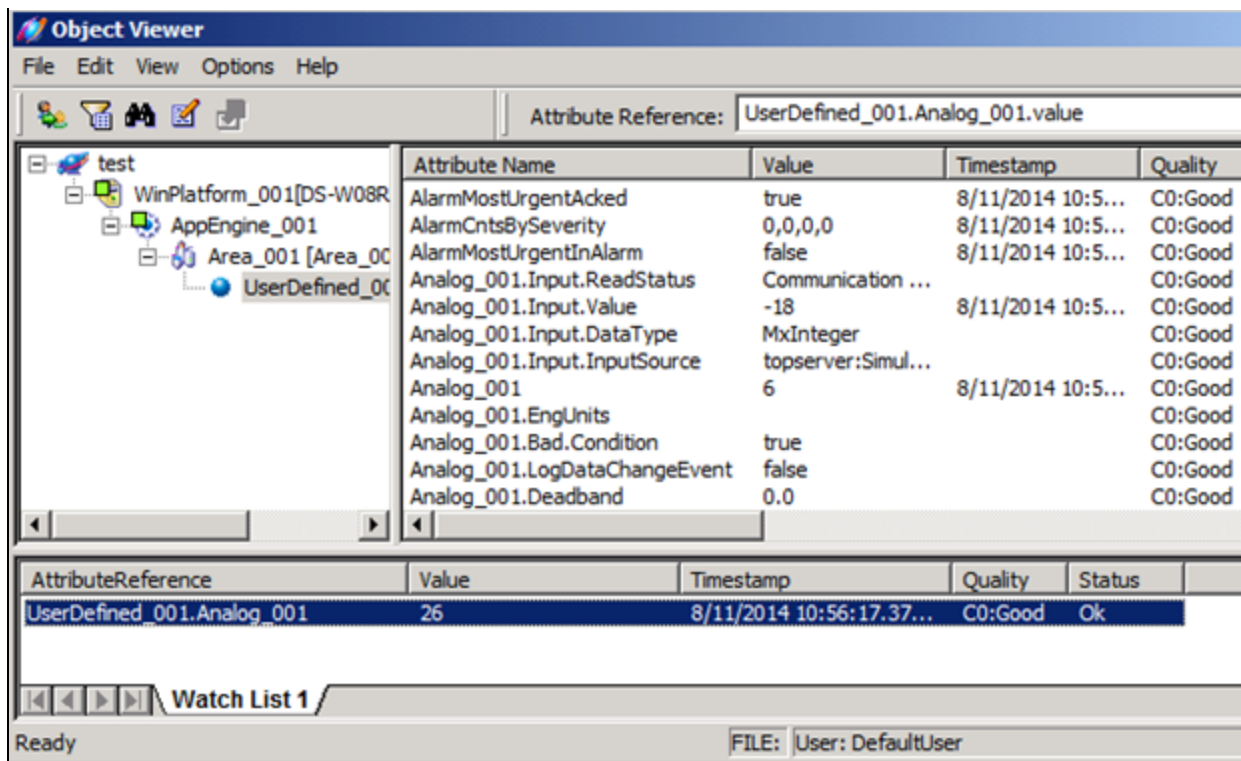 Object Viewer
File Edit View Options Help
Attribute Reference: UserDefined_001.Analog_001.value
test
WinPlatform_001[DS-W08R
AppEngine_001
Area_001 [Area_00
UserDefined_00
Attribute Name Value Timestamp Quality
AlarmMostUrgentAcked true 8/11/2014 10:5... C0:Good
AlarmCntsBySeverity 0,0,0,0 8/11/2014 10:5... C0:Good
AlarmMostUrgentInAlarm false 8/11/2014 10:5... C0:Good
Analog_001.Input.ReadStatus Communication ... C0:Good
Analog_001.Input.Value -18 8/11/2014 10:5... C0:Good
Analog_001.Input.DataType MxInteger C0:Good
Analog_001.Input.InputSource topserver:Simul... C0:Good
Analog_001 6 8/11/2014 10:5... C0:Good
Analog_001.EngUnits C0:Good
Analog_001.Bad.Condition true C0:Good
Analog_001.LogDataChangeEvent false C0:Good
Analog_001.Deadband 0.0 C0:Good
AttributeReference Value Timestamp Quality Status
UserDefined_001.Analog_001 26 8/11/2014 10:56:17.37... C0:Good Ok
Watch List 1
Ready FILE: User: DefaultUser